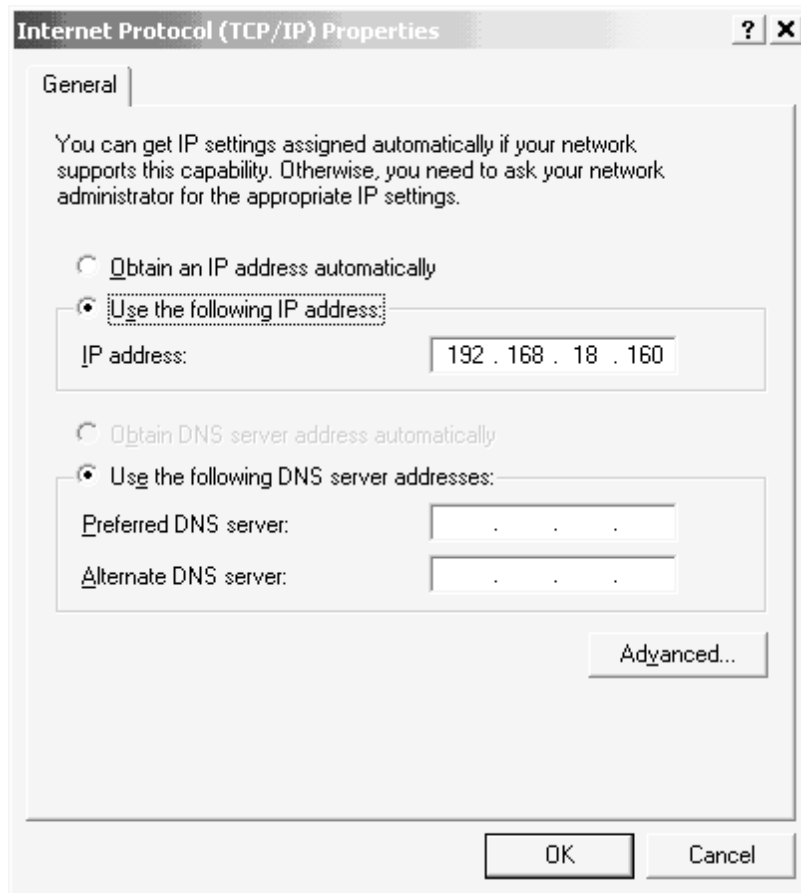 Internet Protocol (TCP/IP) Properties
General
You can get IP settings assigned automatically if your network
supports this capability. Otherwise, you need to ask your network
administrator for the appropriate IP settings.
Obtain an IP address automatically
Use the following IP address:
IP address: 192 . 168 . 18 . 160
Obtain DNS server address automatically
Use the following DNS server addresses:
Preferred DNS server: . . .
Alternate DNS server: . . .
Advanced...
OK Cancel